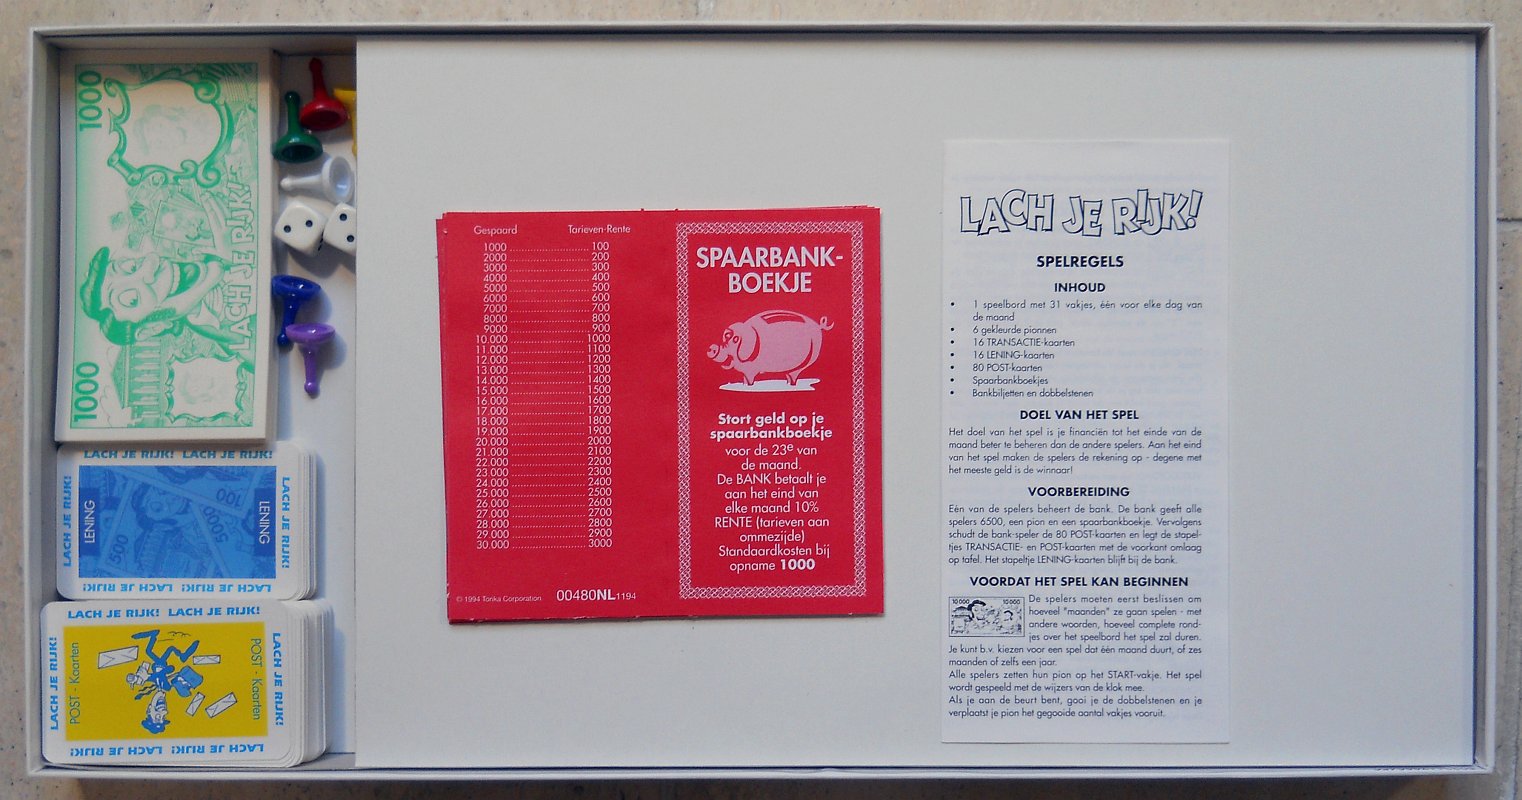 1000
LACH JE RIJK!
1000
LACH JE RIJK! LACH JE RIJK!
LACH JE RIJK!
LENING
500
5000
100
LENING
LACH JE RIJK!
LACH JE RIJK! LACH JE RIJK!
LACH JE RIJK! LACH JE RIJK!
LACH JE RIJK!
POST - Kaarten
POST - Kaarten
LACH JE RIJK!
LACH JE RIJK! LACH JE RIJK!
Gespaard Tarieven-Rente
1000 100
2000 200
3000 300
4000 400
5000 500
6000 600
7000 700
8000 800
9000 900
10.000 1000
11.000 1100
12.000 1200
13.000 1300
14.000 1400
15.000 1500
16.000 1600
17.000 1700
18.000 1800
19.000 1900
20.000 2000
21.000 2100
22.000 2200
23.000 2300
24.000 2400
25.000 2500
26.000 2600
27.000 2700
28.000 2800
29.000 2900
30.000 3000
© 1994 Tonka Corporation 00480NL1194
SPAARBANK-
BOEKJE
Stort geld op je
spaarbankboekje
voor de 23e van
de maand.
De BANK betaalt je
aan het eind van
elke maand 10%
RENTE (tarieven aan
ommezijde)
Standaardkosten bij
opname 1000
LACH JE RIJK!
SPELREGELS
INHOUD
• 1 speelbord met 31 vakjes, één voor elke dag van
de maand
• 6 gekleurde pionnen
• 16 TRANSACTIE-kaarten
• 16 LENING-kaarten
• 80 POST-kaarten
• Spaarbankboekjes
• Bankbiljetten en dobbelstenen
DOEL VAN HET SPEL
Het doel van het spel is je financiën tot het einde van de
maand beter te beheren dan de andere spelers. Aan het eind
van het spel maken de spelers de rekening op - degene met
het meeste geld is de winnaar!
VOORBEREIDING
Eén van de spelers beheert de bank. De bank geeft alle
spelers 6500, een pion en een spaarbankboekje. Vervolgens
schudt de bank-speler de 80 POST-kaarten en legt de stapel-
tjes TRANSACTIE- en POST-kaarten met de voorkant omlaag
op tafel. Het stapeltje LENING-kaarten blijft bij de bank.
VOORDAT HET SPEL KAN BEGINNEN
10 000 10 000
De spelers moeten eerst beslissen om
hoeveel "maanden" ze gaan spelen - met
andere woorden, hoeveel complete rond-
jes over het speelbord het spel zal duren.
Je kunt b.v. kiezen voor een spel dat één maand duurt, of zes
maanden of zelfs een jaar.
Alle spelers zetten hun pion op het START-vakje. Het spel
wordt gespeeld met de wijzers van de klok mee.
Als je aan de beurt bent, gooi je de dobbelstenen en je
verplaatst je pion het gegooide aantal vakjes vooruit.